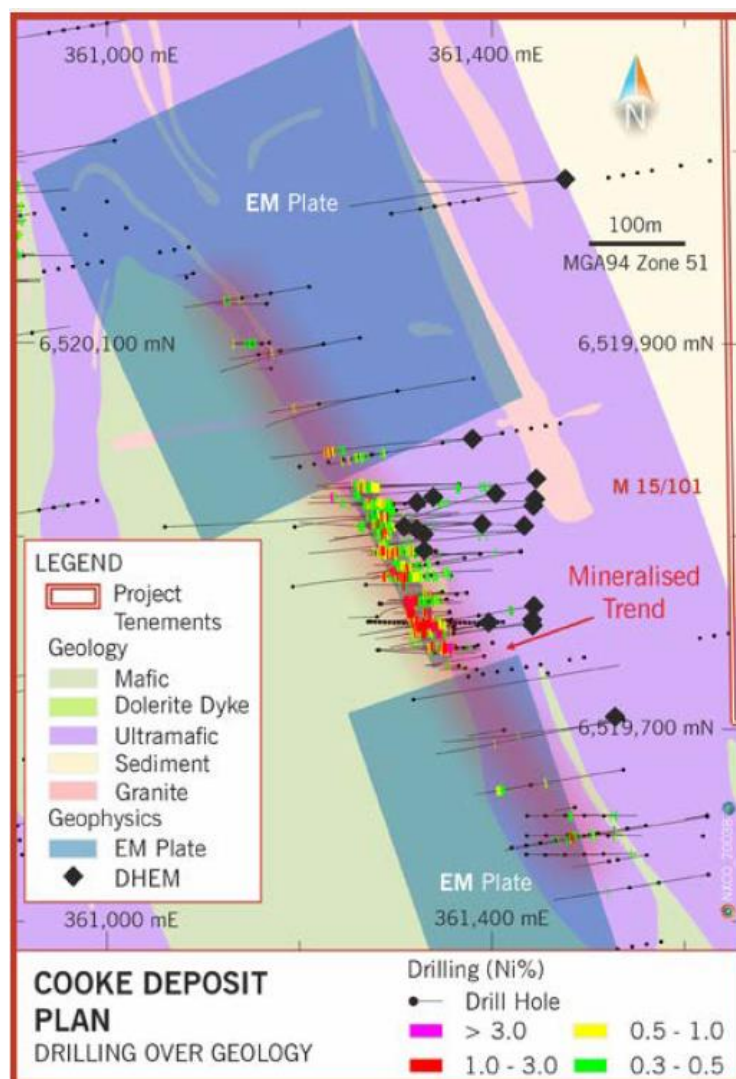 361,000 mE
361,400 mE
N
EM Plate
100m
MGA94 Zone 51
6,520,100 mN
6,519,900 mN
M 15/101
LEGEND
Project
Tenements
Geology
Mafic
Dolerite Dyke
Ultramafic
Sediment
Granite
Geophysics
EM Plate
DHEM
Mineralised
Trend
6,519,700 mN
EM Plate
361,000 mE
361,400 mE
COOKE DEPOSIT
PLAN
DRILLING OVER GEOLOGY
Drilling (Ni%)
Drill Hole
> 3.0
0.5 - 1.0
1.0 - 3.0
0.3 - 0.5